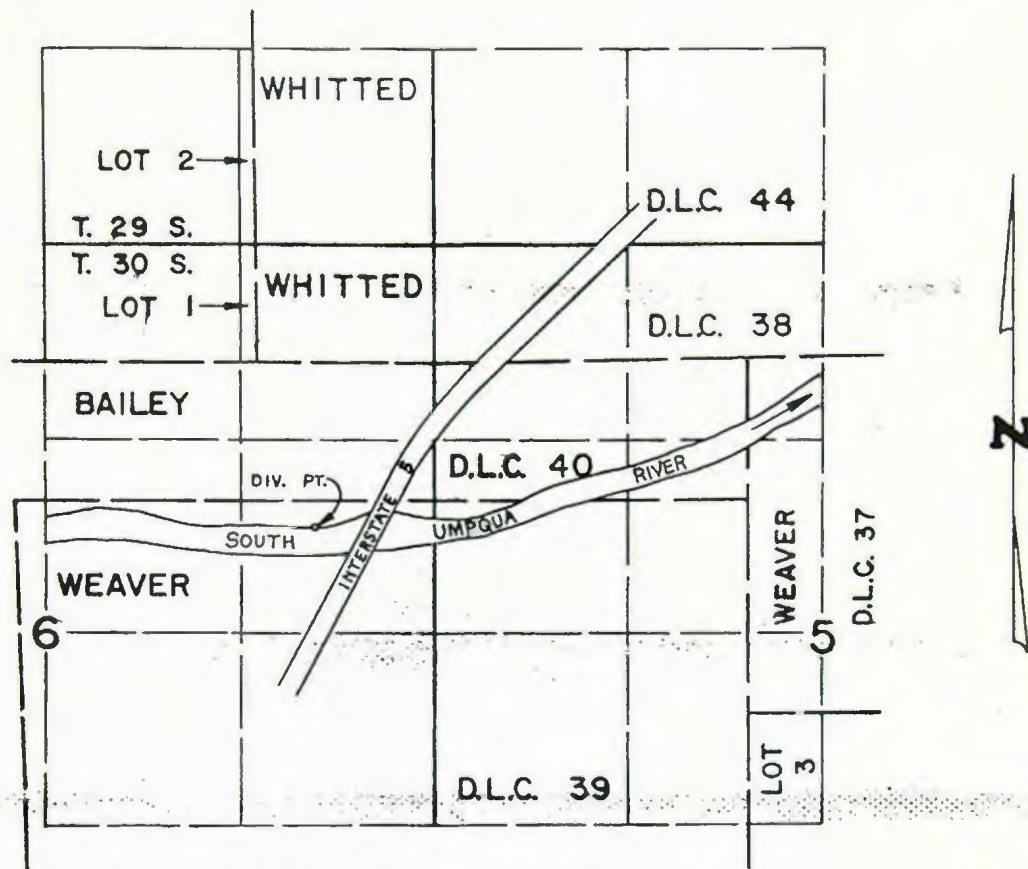 WHITTED
LOT 2
D.L.C. 44
T. 29 S.
T. 30 S.
WHITTED
LOT 1
D.L.C. 38
BAILEY
D.L.C. 40
RIVER
DIV. PT.
INTERSTATE 5
UMPQUA
SOUTH
WEAVER
WEAVER
D.L.C. 37
6
5
N
LOT 3
D.L.C. 39